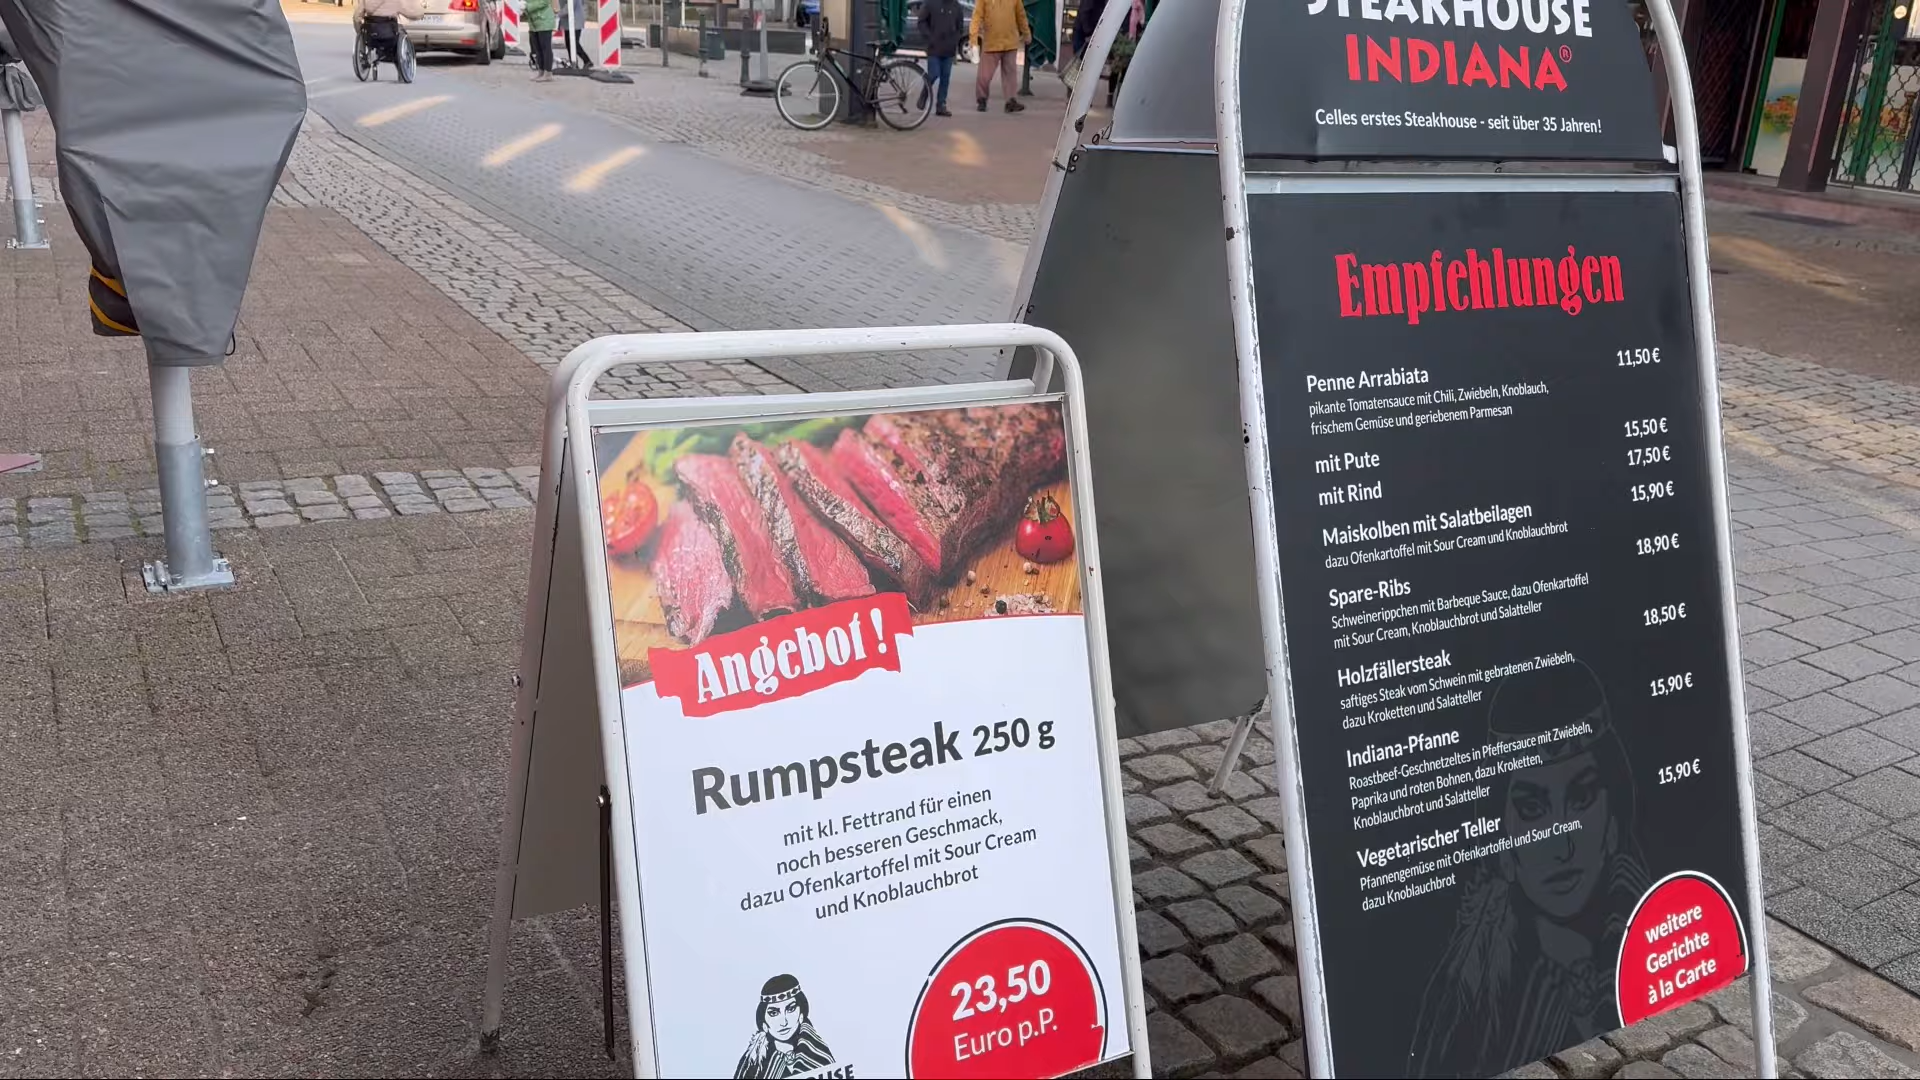 STEAKHOUSE
INDIANA®
Celles erstes Steakhouse - seit über 35 Jahren!
Empfehlungen
Penne Arrabiata 11,50 €
pikante Tomatensauce mit Chili, Zwiebeln, Knoblauch,
frischem Gemüse und geriebenem Parmesan
mit Pute 15,50 €
mit Rind 17,50 €
Maiskolben mit Salatbeilagen 15,90 €
dazu Ofenkartoffel mit Sour Cream und Knoblauchbrot
Spare-Ribs 18,90 €
Schweinerippchen mit Barbeque Sauce, dazu Ofenkartoffel
mit Sour Cream, Knoblauchbrot und Salatteller
Holzfällersteak 18,50 €
saftiges Steak vom Schwein mit gebratenen Zwiebeln,
dazu Kroketten und Salatteller
Indiana-Pfanne 15,90 €
Roastbeef-Geschnetzeltes in Pfeffersauce mit Zwiebeln,
Paprika und roten Bohnen, dazu Kroketten,
Knoblauchbrot und Salatteller
Vegetarischer Teller 15,90 €
Pfannengemüse mit Ofenkartoffel und Sour Cream,
dazu Knoblauchbrot
weitere
Gerichte
à la Carte
Angebot!
Rumpsteak 250 g
mit kl. Fettrand für einen
noch besseren Geschmack,
dazu Ofenkartoffel mit Sour Cream
und Knoblauchbrot
23,50
Euro p.P.